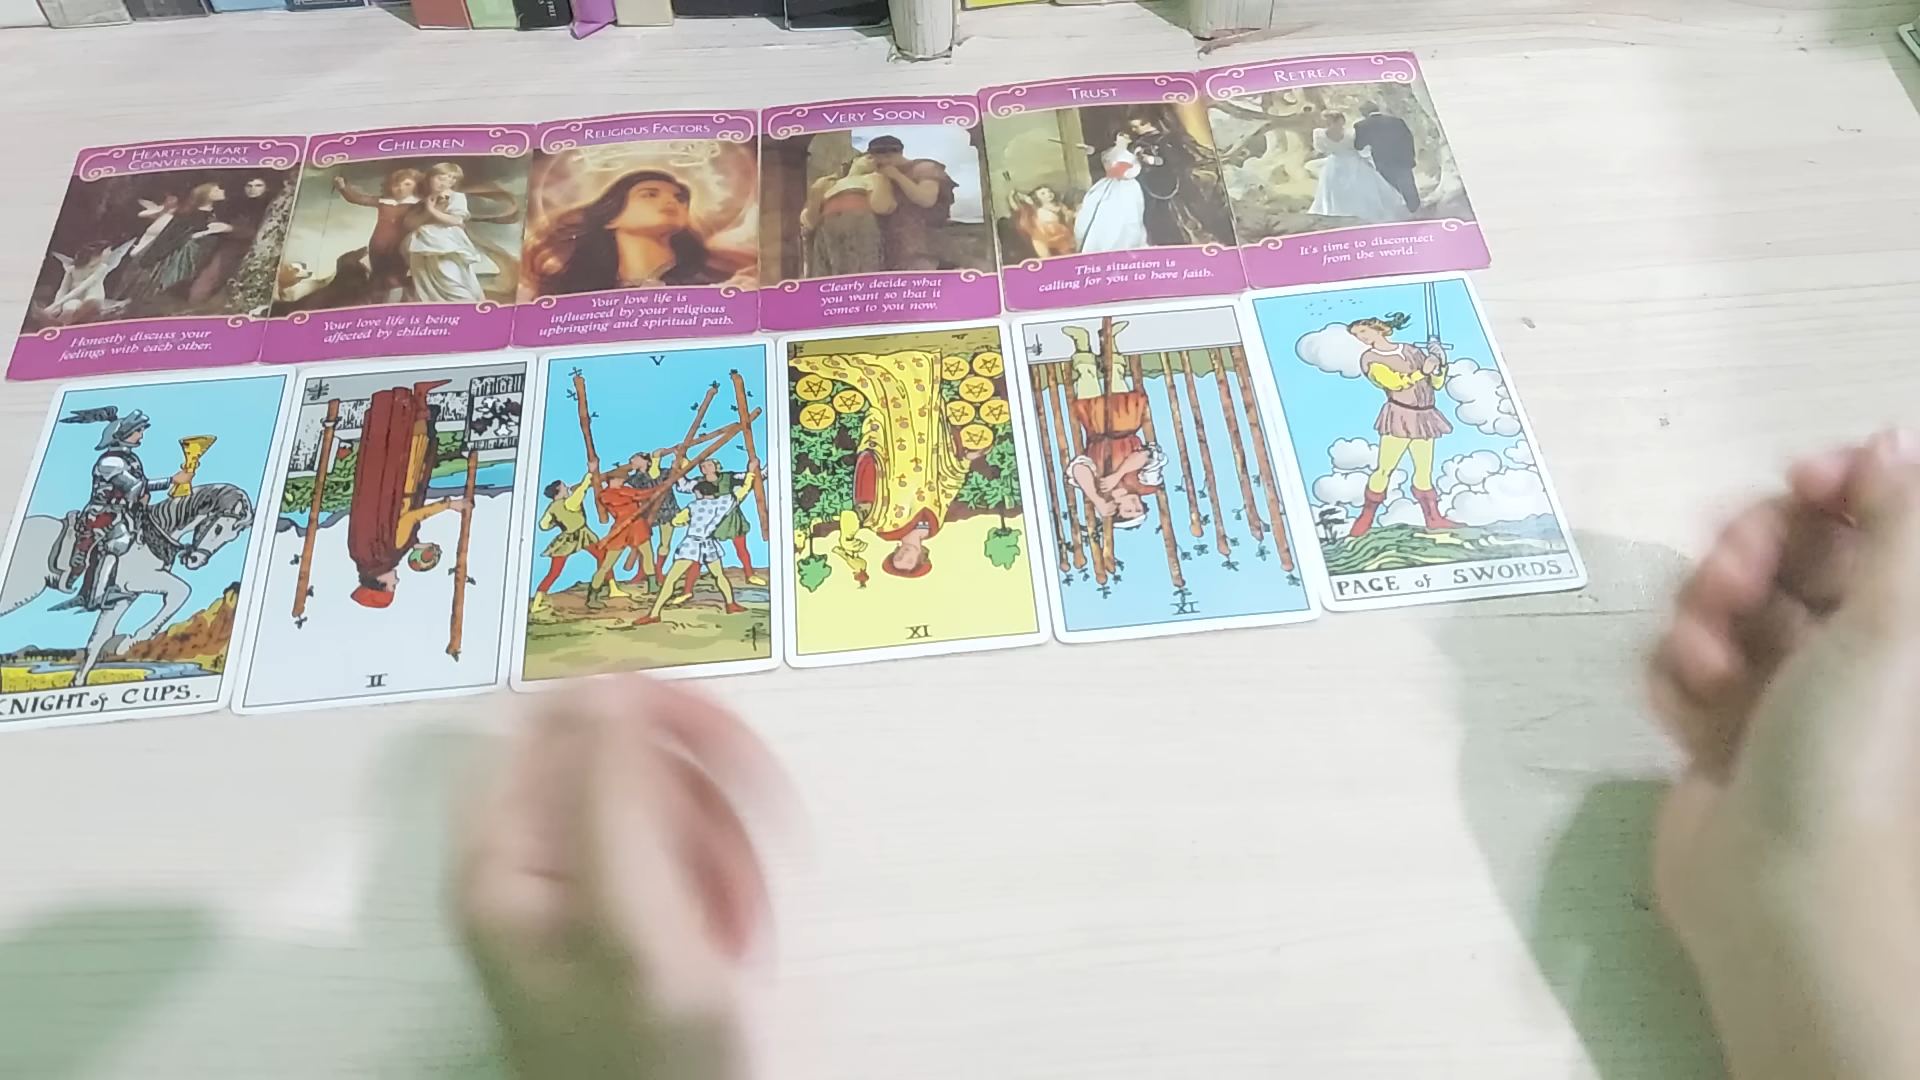 HEART-TO-HEART
CONVERSATIONS
Honestly discuss your
feelings with each other.
CHILDREN
Your love life is being
affected by children.
RELIGIOUS FACTORS
Your love life is
influenced by your religious
upbringing and spiritual path.
VERY SOON
Clearly decide what
you want so that it
comes to you now.
TRUST
This situation is
calling for you to have faith.
RETREAT
It's time to disconnect
from the world.
KNIGHT of CUPS.
II
V
IX
XI
PAGE of SWORDS.